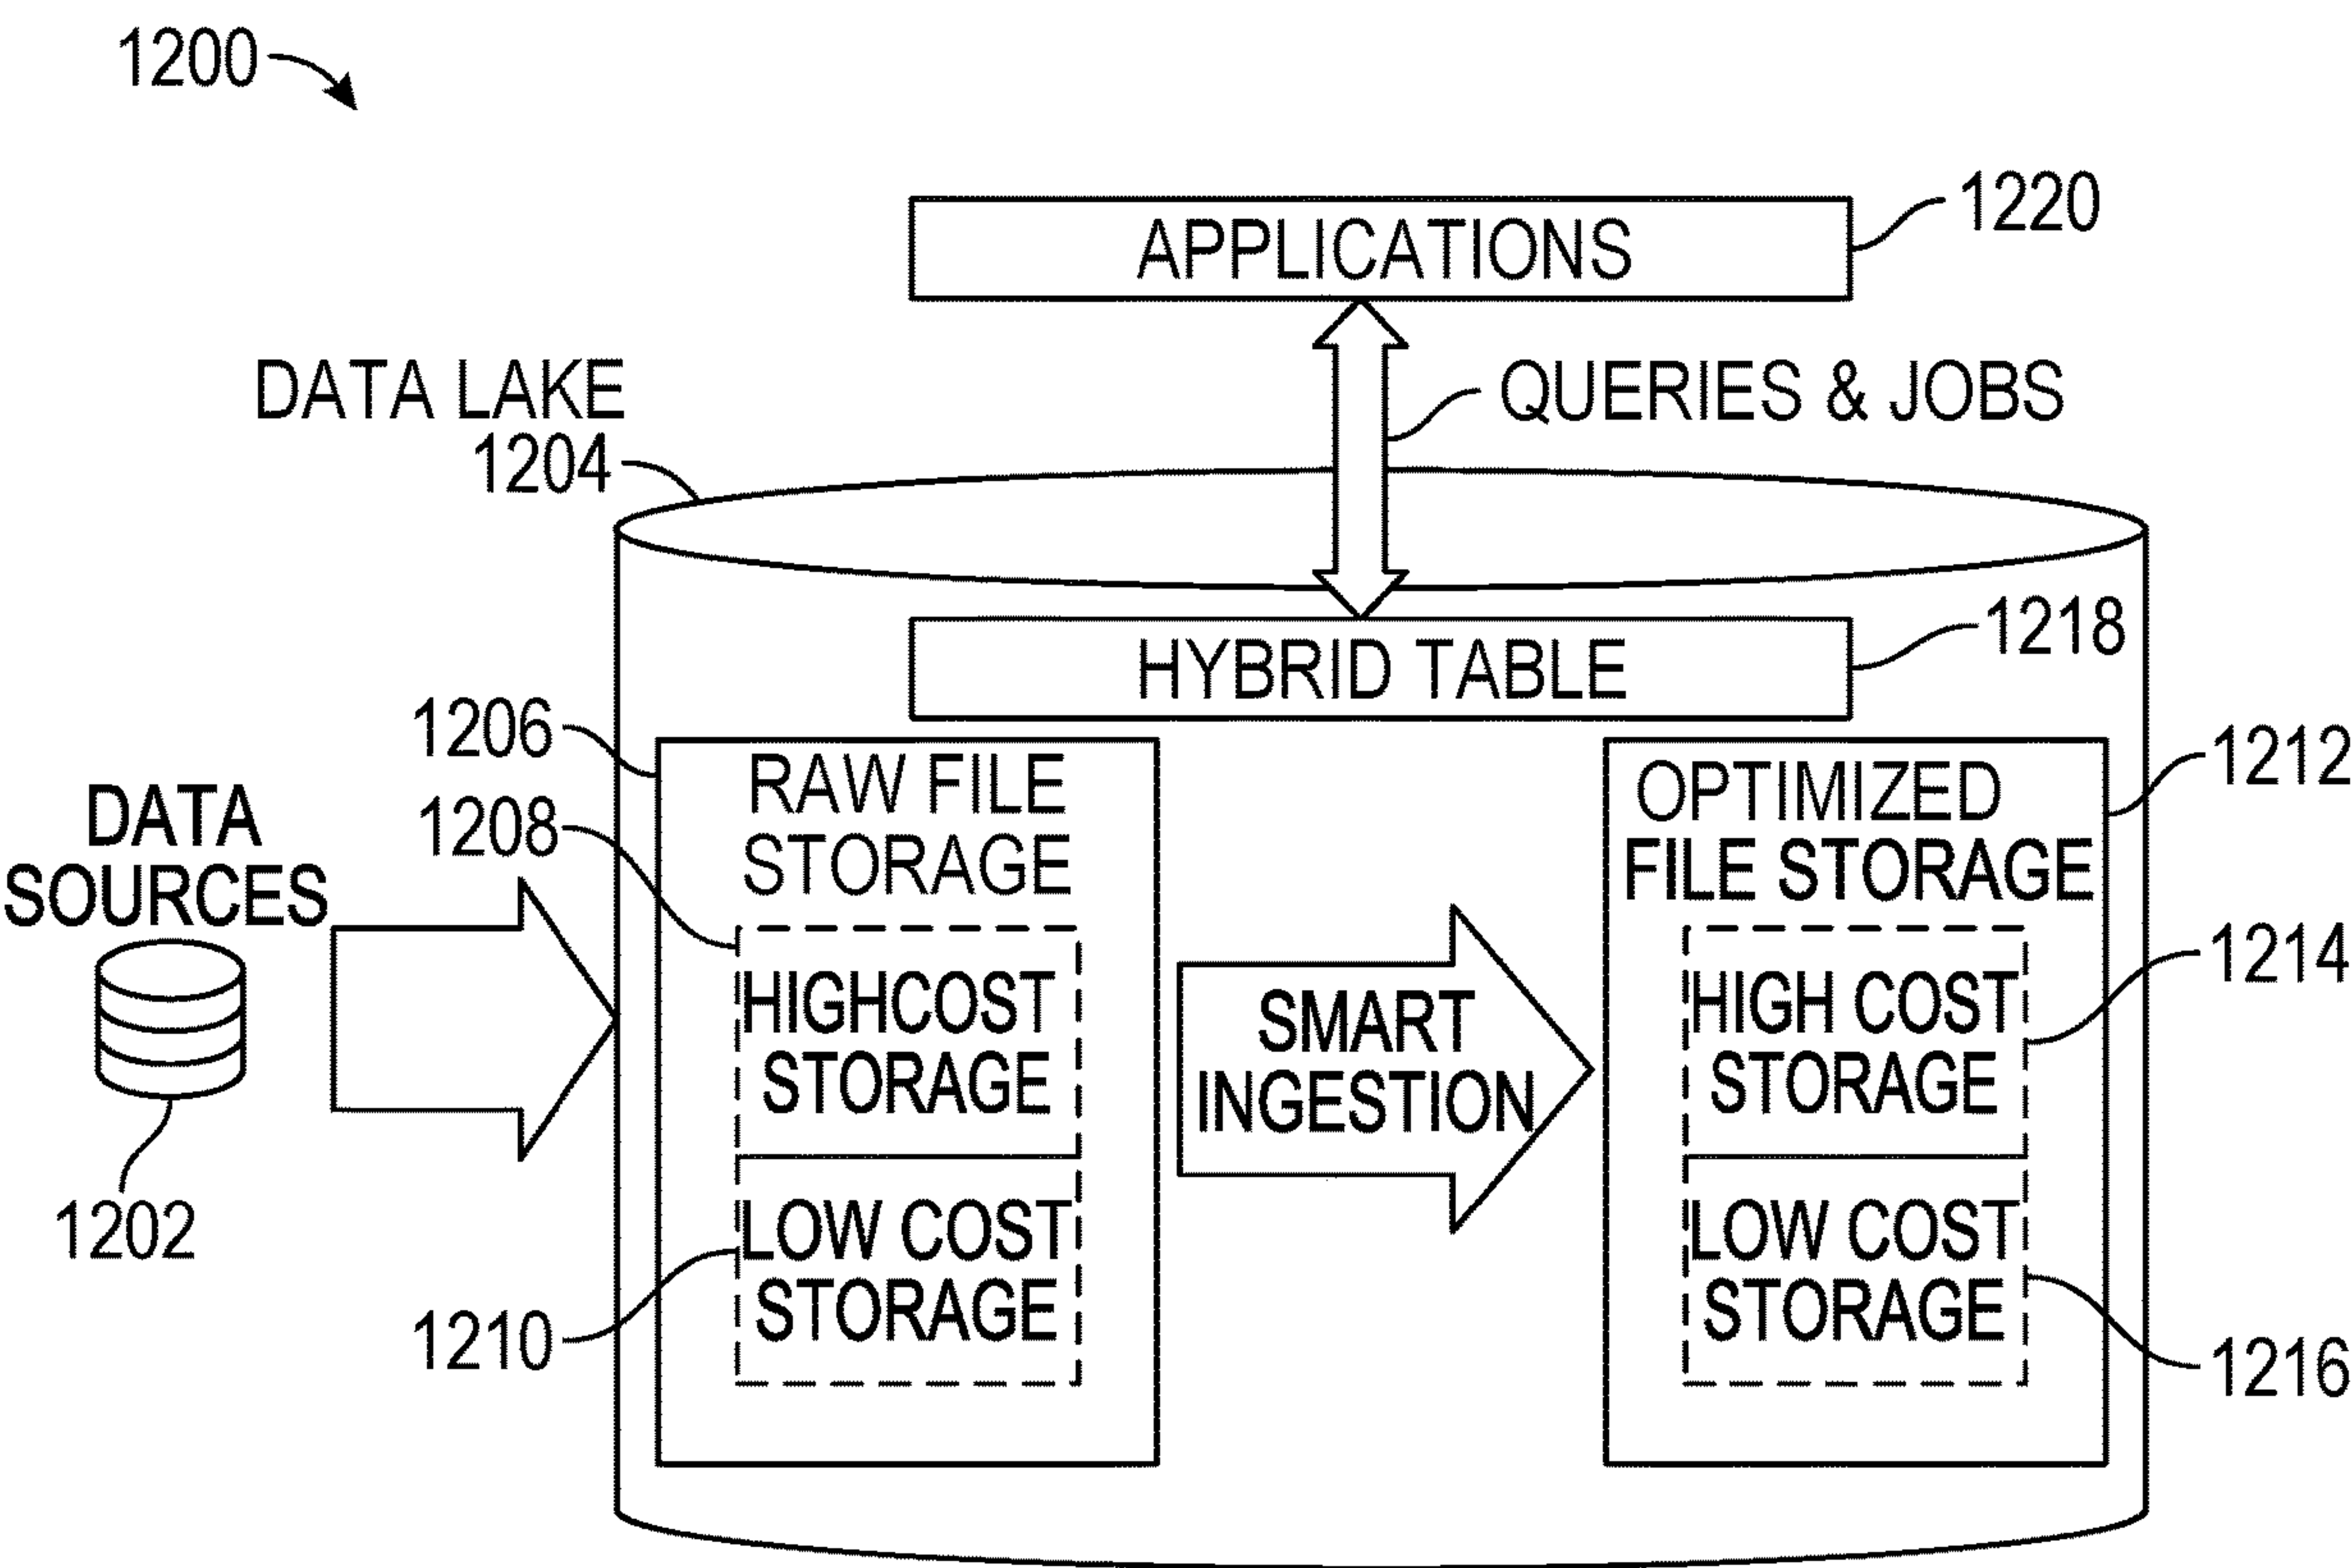 1200
APPLICATIONS
1220
DATA LAKE
1204
QUERIES & JOBS
HYBRID TABLE
1218
1206
1208
RAW FILE
STORAGE
OPTIMIZED
FILE STORAGE
1212
DATA
SOURCES
1202
HIGHCOST
STORAGE
LOW COST
STORAGE
1210
SMART
INGESTION
HIGH COST
STORAGE
1214
LOW COST
STORAGE
1216